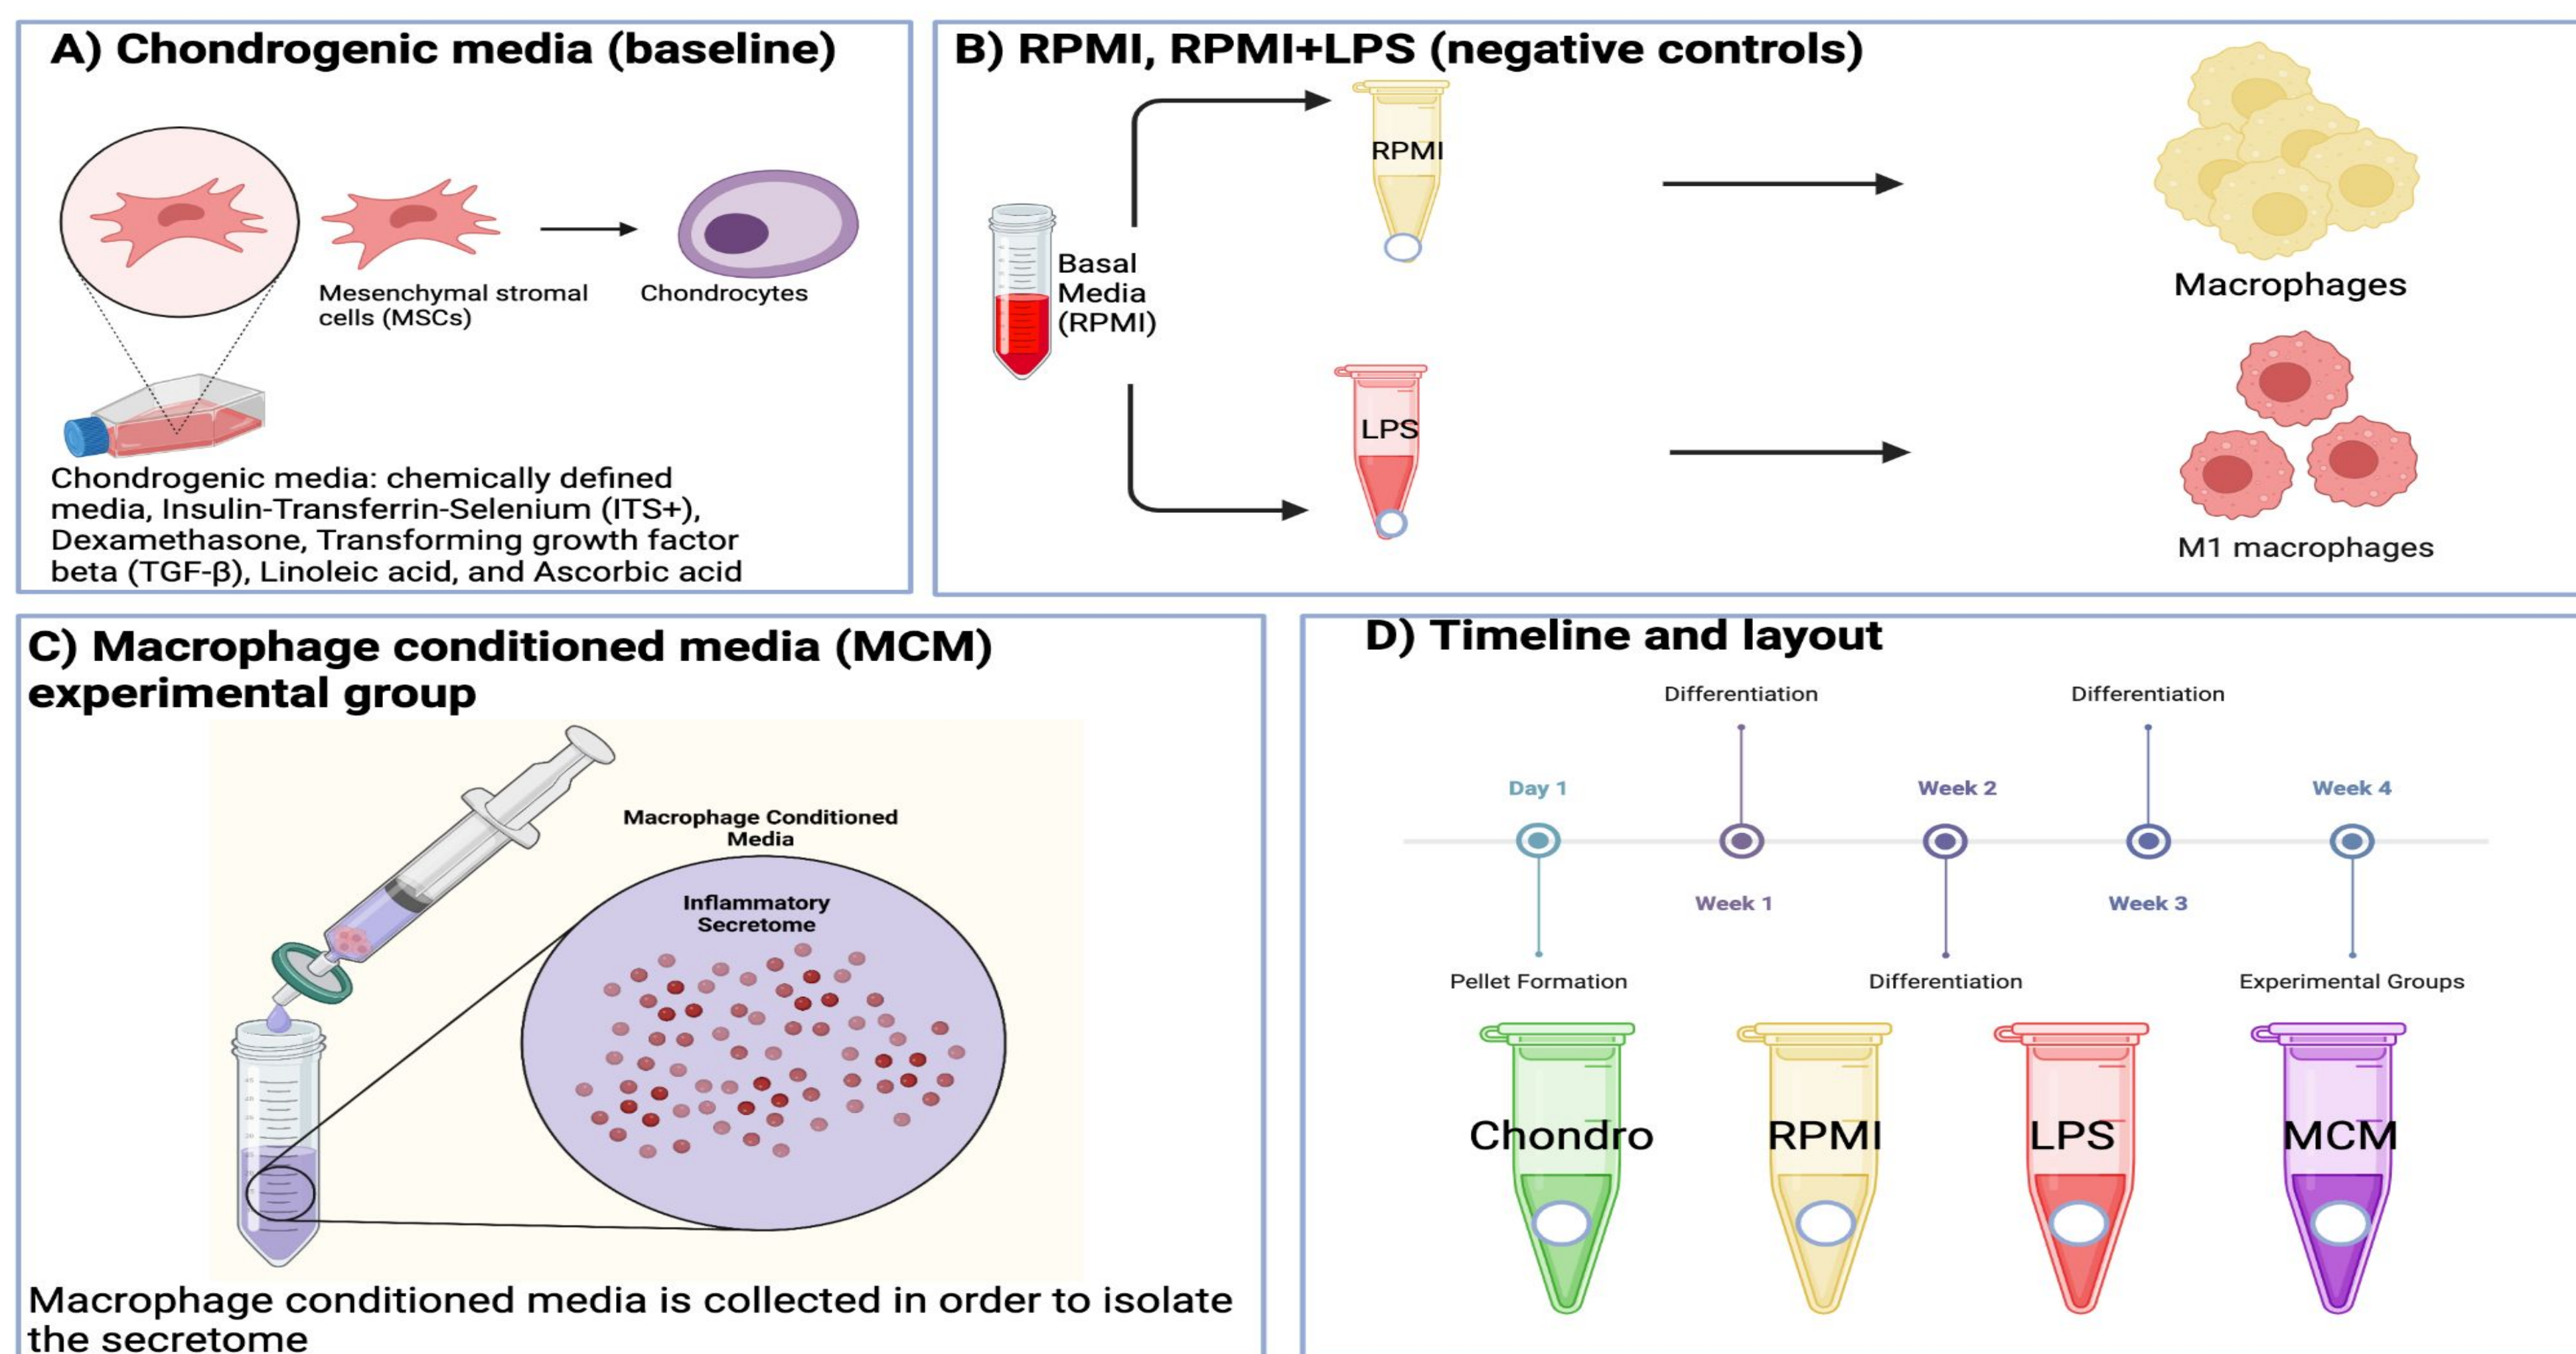 A) Chondrogenic media (baseline)
Mesenchymal stromal
cells (MSCs)
Chondrocytes
Chondrogenic media: chemically defined
media, Insulin-Transferrin-Selenium (ITS+),
Dexamethasone, Transforming growth factor
beta (TGF-β), Linoleic acid, and Ascorbic acid
B) RPMI, RPMI+LPS (negative controls)
RPMI
Basal
Media
(RPMI)
LPS
Macrophages
M1 macrophages
C) Macrophage conditioned media (MCM)
experimental group
Macrophage Conditioned
Media
Inflammatory
Secretome
Macrophage conditioned media is collected in order to isolate
the secretome
D) Timeline and layout
Differentiation
Differentiation
Day 1
Week 2
Week 4
Week 1
Week 3
Pellet Formation
Differentiation
Experimental Groups
Chondro
RPMI
LPS
MCM